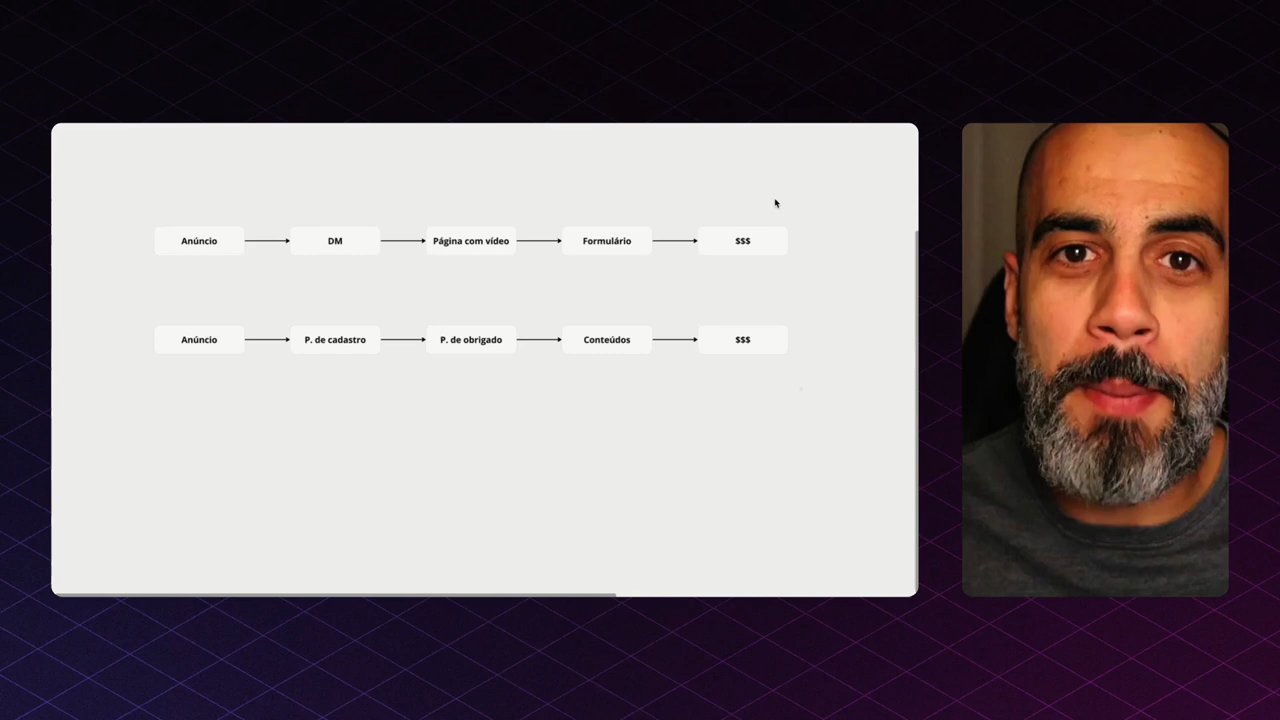 Anúncio DM Página com vídeo Formulário $$$
Anúncio P. de cadastro P. de obrigado Conteúdos $$$